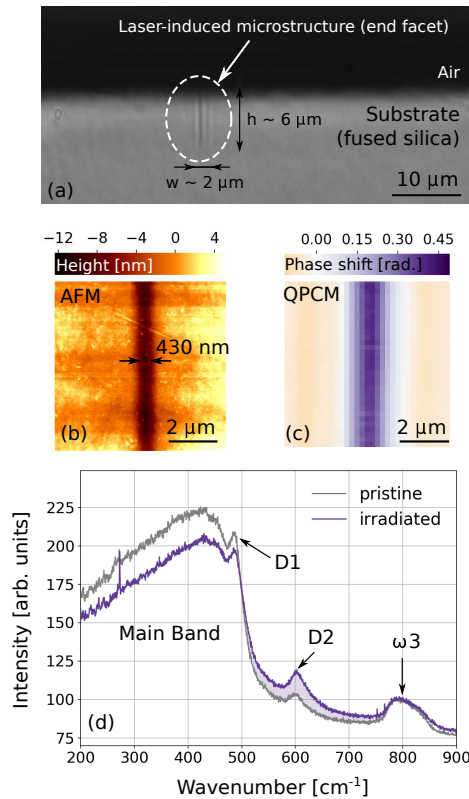 Laser-induced microstructure (end facet)
Air
h ~ 6 μm
Substrate
(fused silica)
w ~ 2 μm
(a)
10 μm
−12 −8 −4 0 4
Height [nm]
AFM
430 nm
(b)
2 μm
0.00 0.15 0.30 0.45
Phase shift [rad.]
QPCM
(c)
2 μm
Intensity [arb. units]
225
200
175
150
125
100
75
pristine
irradiated
D1
Main Band
D2
ω3
(d)
200 300 400 500 600 700 800 900
Wavenumber [cm⁻¹]